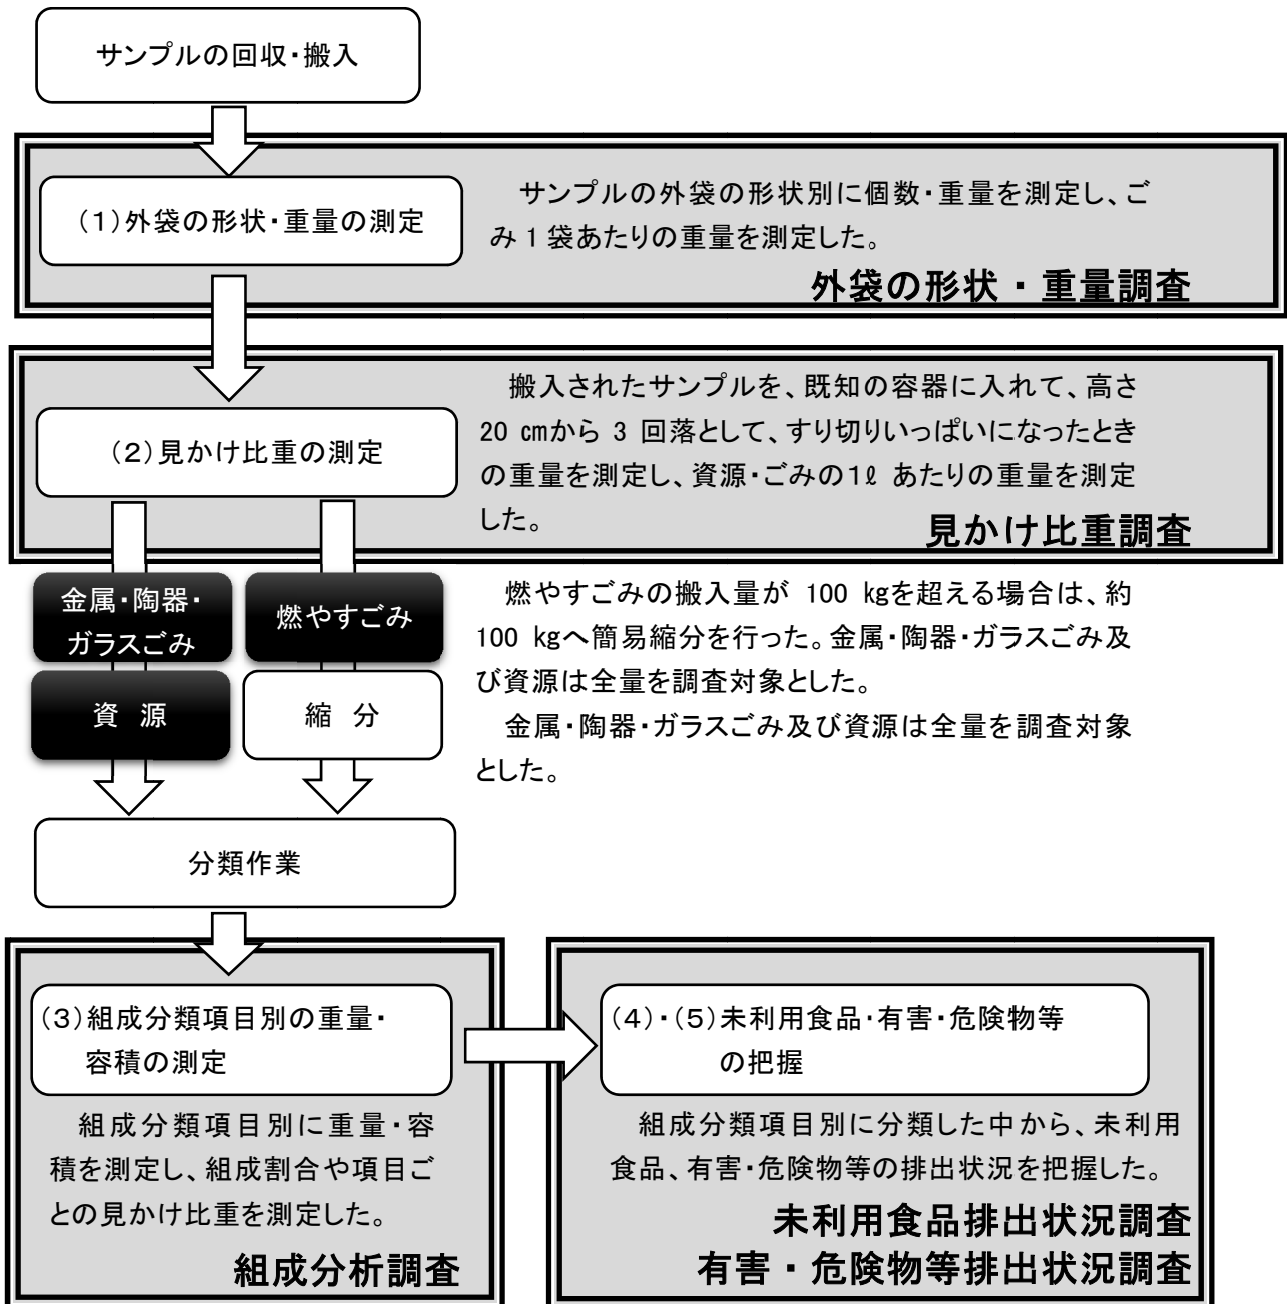 サンプルの回収・搬入
(1)外袋の形状・重量の測定
サンプルの外袋の形状別に個数・重量を測定し、ご
み1袋あたりの重量を測定した。
外袋の形状・重量調査
(2)見かけ比重の測定
搬入されたサンプルを、既知の容器に入れて、高さ
20 ㎝から 3 回落として、すり切りいっぱいになったとき
の重量を測定し、資源・ごみの1ℓ あたりの重量を測定
した。
見かけ比重調査
金属・陶器・
ガラスごみ
燃やすごみ
資 源
縮 分
燃やすごみの搬入量が 100 ㎏を超える場合は、約
100 ㎏へ簡易縮分を行った。金属・陶器・ガラスごみ及
び資源は全量を調査対象とした。
金属・陶器・ガラスごみ及び資源は全量を調査対象
とした。
分類作業
(3)組成分類項目別の重量・
容積の測定
組成分類項目別に重量・容
積を測定し、組成割合や項目ご
との見かけ比重を測定した。
組成分析調査
(4)・(5)未利用食品・有害・危険物等
の把握
組成分類項目別に分類した中から、未利用
食品、有害・危険物等の排出状況を把握した。
未利用食品排出状況調査
有害・危険物等排出状況調査